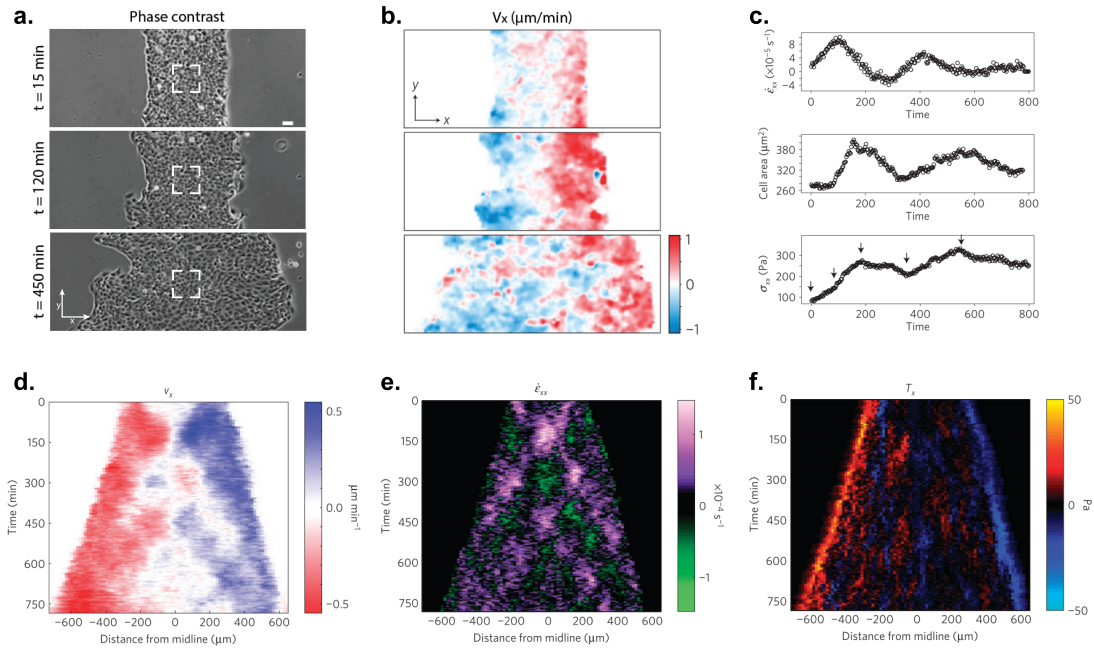 a.
Phase contrast
t = 15 min
t = 120 min
t = 450 min
y
x
b.
Vx (µm/min)
y
x
1
0
−1
c.
ε̇xx (×10⁻⁵ s⁻¹)
8
4
0
−4
0 200 400 600 800
Time
Cell area (µm²)
380
340
300
260
0 200 400 600 800
Time
σxx (Pa)
300
200
100
0 200 400 600 800
Time
d.
vx
Time (min)
0
150
300
450
600
750
−600 −400 −200 0 200 400 600
Distance from midline (µm)
0.5
0.0
−0.5
µm min⁻¹
e.
ε̇xx
Time (min)
0
150
300
450
600
750
−600 −400 −200 0 200 400 600
Distance from midline (µm)
1
0
−1
×10⁻⁴ s⁻¹
f.
Tx
Time (min)
0
150
300
450
600
750
−600 −400 −200 0 200 400 600
Distance from midline (µm)
50
0
−50
Pa